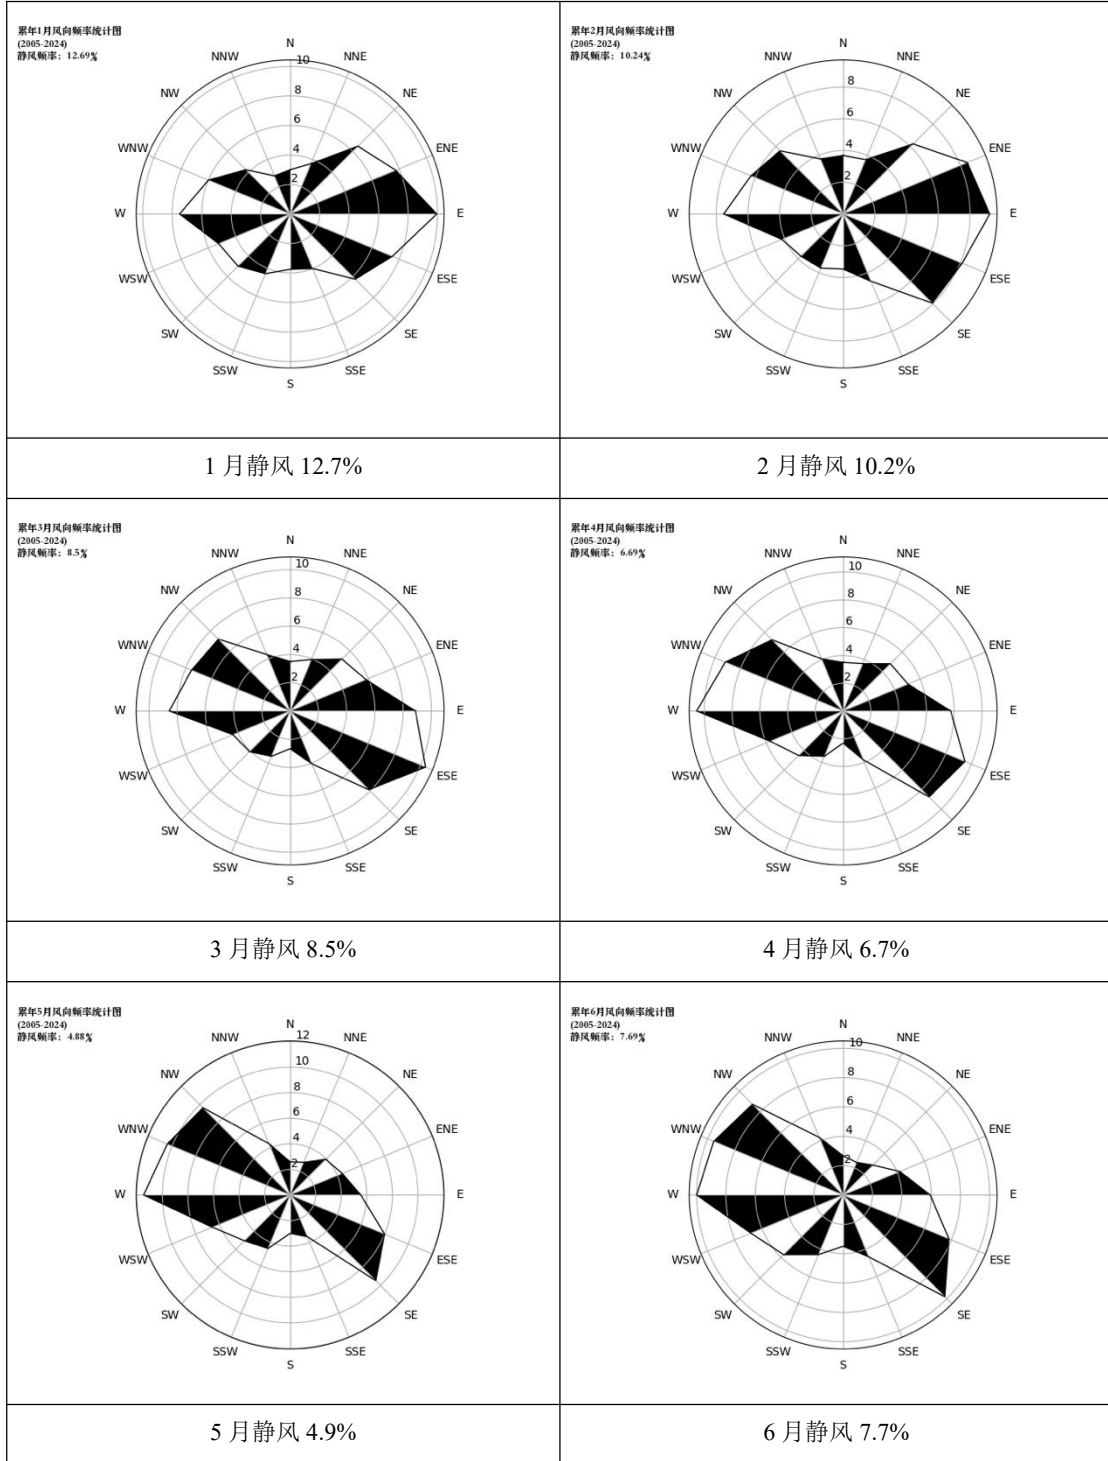 累年1月风向频率统计图
(2005-2024)
静风频率：12.69%
N
NNE
NE
ENE
E
ESE
SE
SSE
S
SSW
SW
WSW
W
WNW
NW
NNW
10
8
6
4
2
累年2月风向频率统计图
(2005-2024)
静风频率：10.24%
N
NNE
NE
ENE
E
ESE
SE
SSE
S
SSW
SW
WSW
W
WNW
NW
NNW
8
6
4
2
1 月静风 12.7%
2 月静风 10.2%
累年3月风向频率统计图
(2005-2024)
静风频率：8.5%
N
NNE
NE
ENE
E
ESE
SE
SSE
S
SSW
SW
WSW
W
WNW
NW
NNW
10
8
6
4
2
累年4月风向频率统计图
(2005-2024)
静风频率：6.69%
N
NNE
NE
ENE
E
ESE
SE
SSE
S
SSW
SW
WSW
W
WNW
NW
NNW
10
8
6
4
2
3 月静风 8.5%
4 月静风 6.7%
累年5月风向频率统计图
(2005-2024)
静风频率：4.88%
N
NNE
NE
ENE
E
ESE
SE
SSE
S
SSW
SW
WSW
W
WNW
NW
NNW
12
10
8
6
4
2
累年6月风向频率统计图
(2005-2024)
静风频率：7.69%
N
NNE
NE
ENE
E
ESE
SE
SSE
S
SSW
SW
WSW
W
WNW
NW
NNW
10
8
6
4
2
5 月静风 4.9%
6 月静风 7.7%